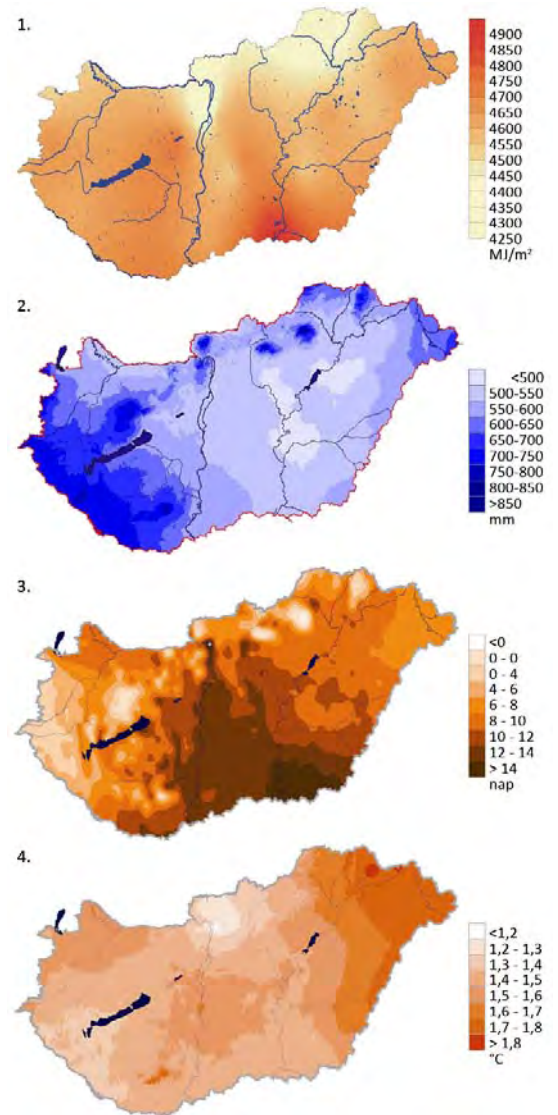 1.
4900
4850
4800
4750
4700
4650
4600
4550
4500
4450
4400
4350
4300
4250
MJ/m²
2.
<500
500-550
550-600
600-650
650-700
700-750
750-800
800-850
>850
mm
3.
<0
0 - 0
0 - 4
4 - 6
6 - 8
8 - 10
10 - 12
12 - 14
> 14
nap
4.
<1,2
1,2 - 1,3
1,3 - 1,4
1,4 - 1,5
1,5 - 1,6
1,6 - 1,7
1,7 - 1,8
> 1,8
°C